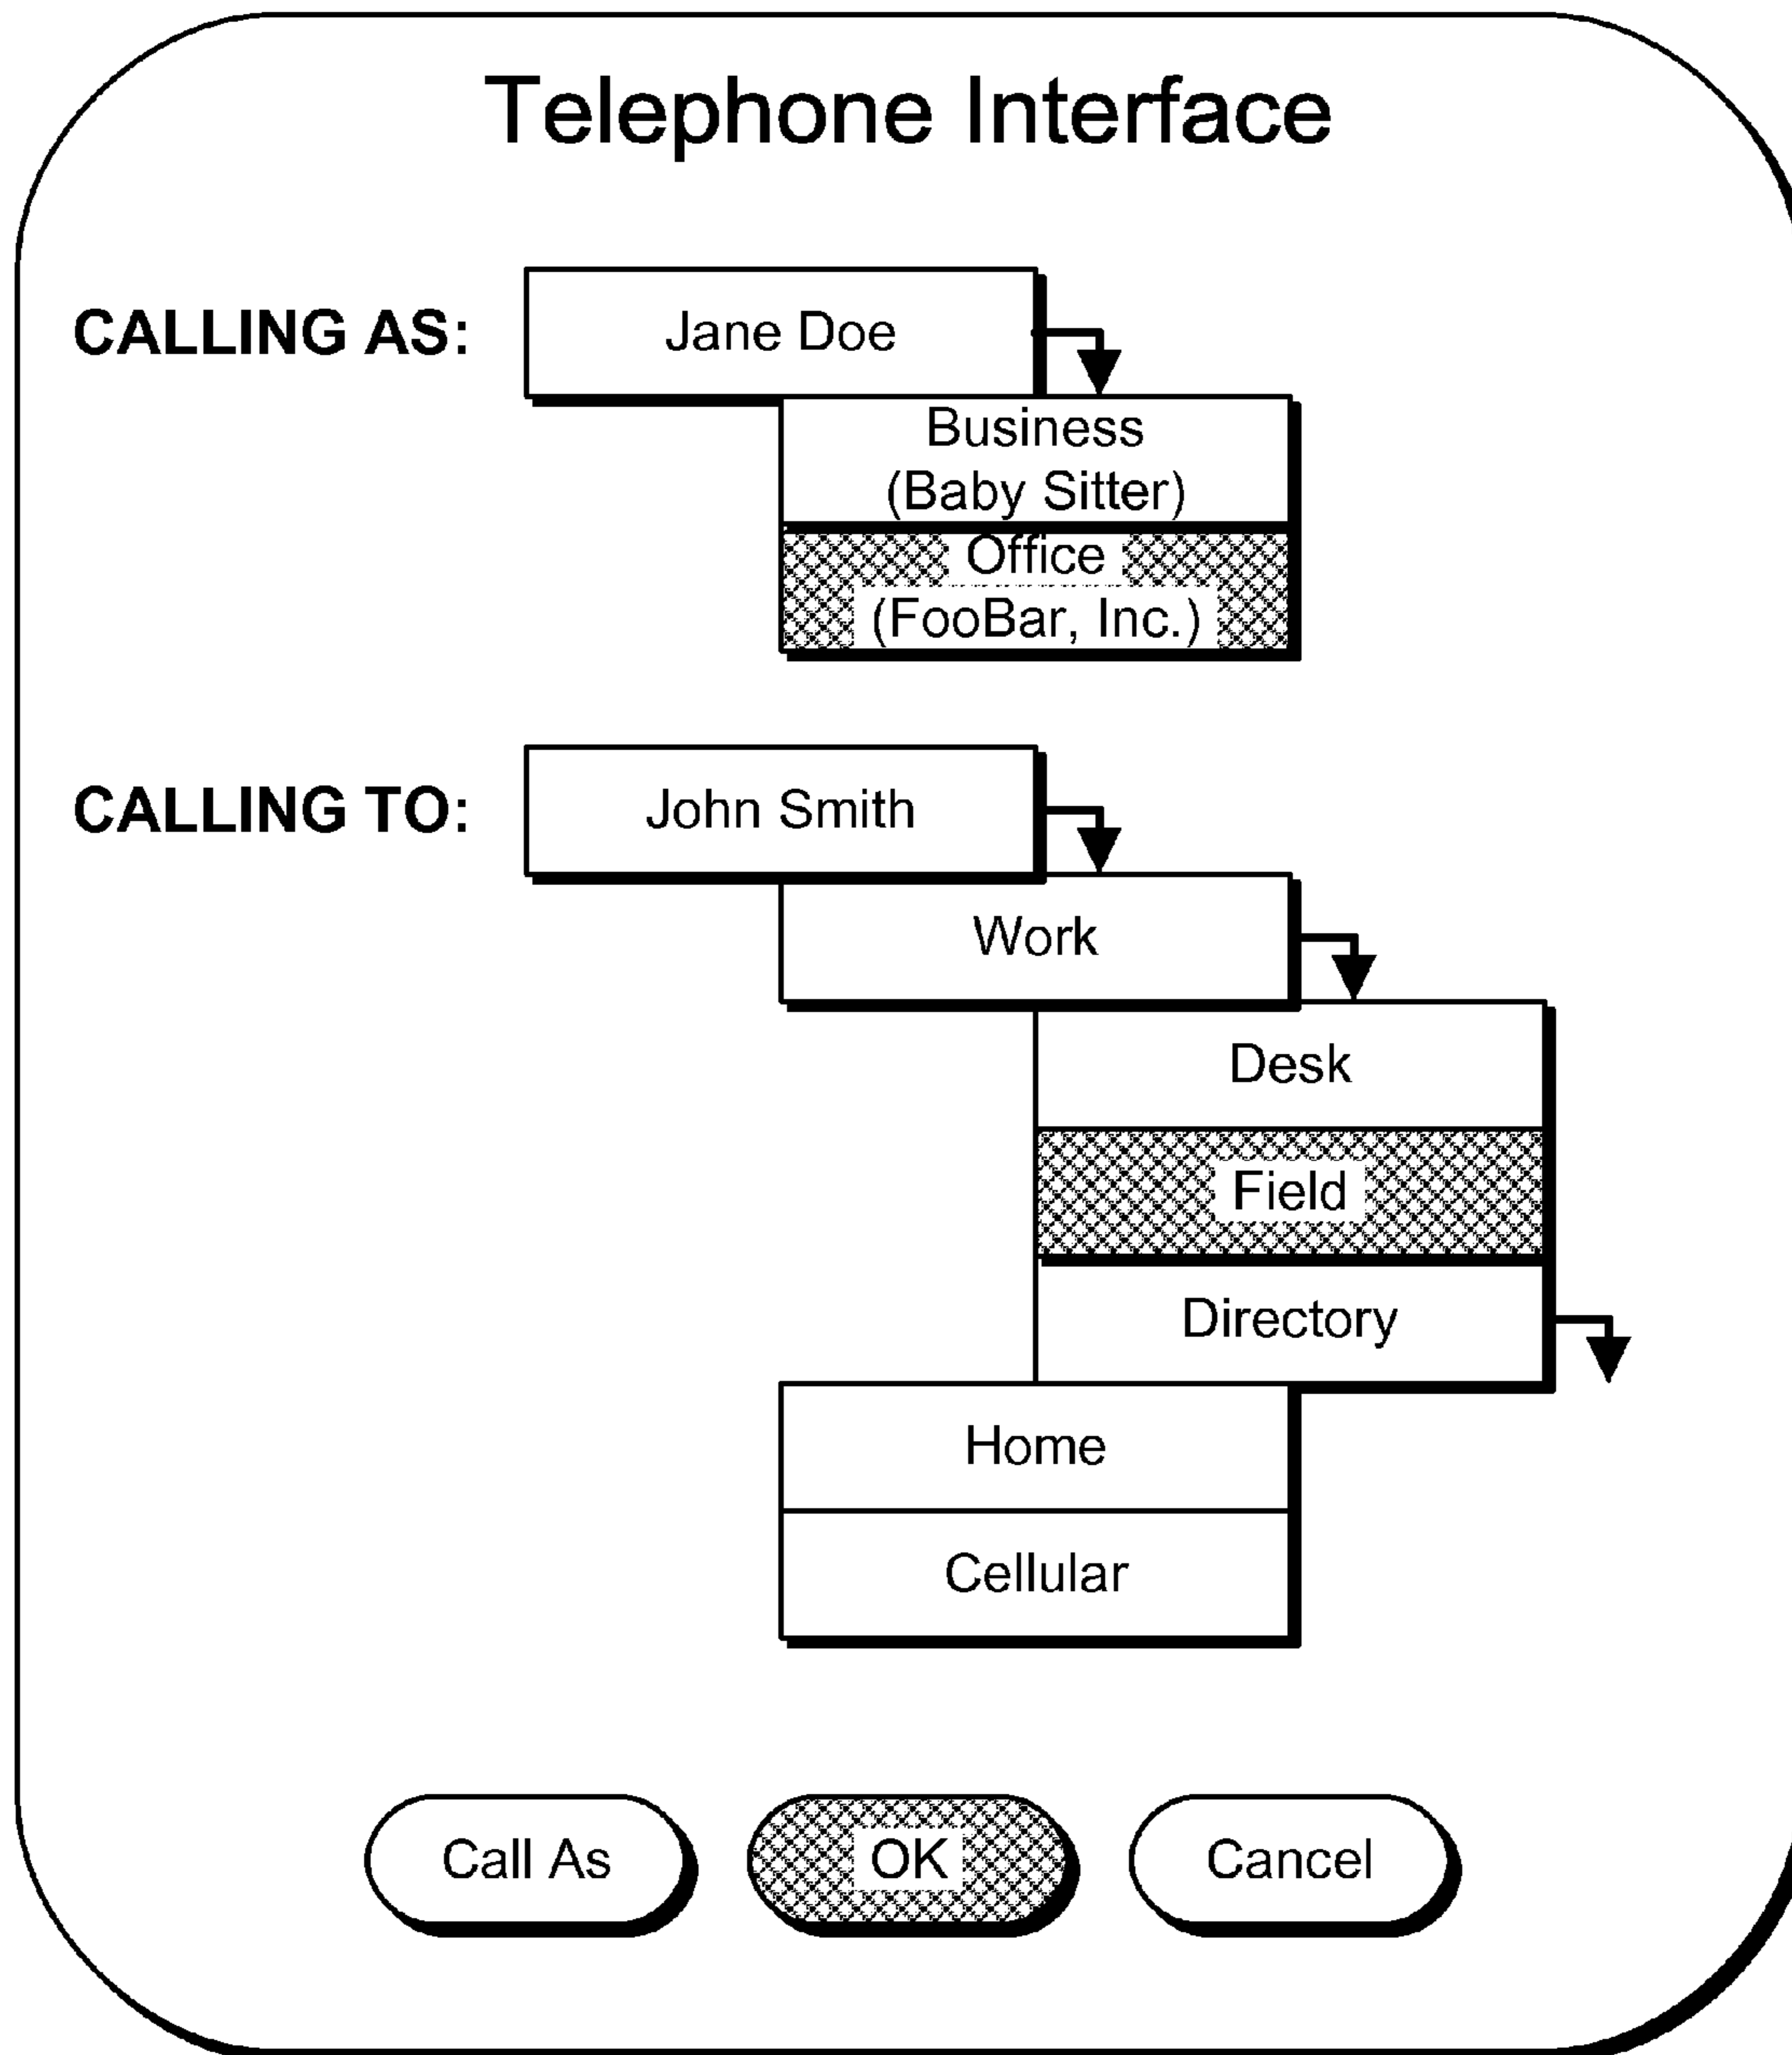 Telephone Interface
CALLING AS:
Jane Doe
Business
(Baby Sitter)
Office
(FooBar, Inc.)
CALLING TO:
John Smith
Work
Desk
Field
Directory
Home
Cellular
Call As
OK
Cancel